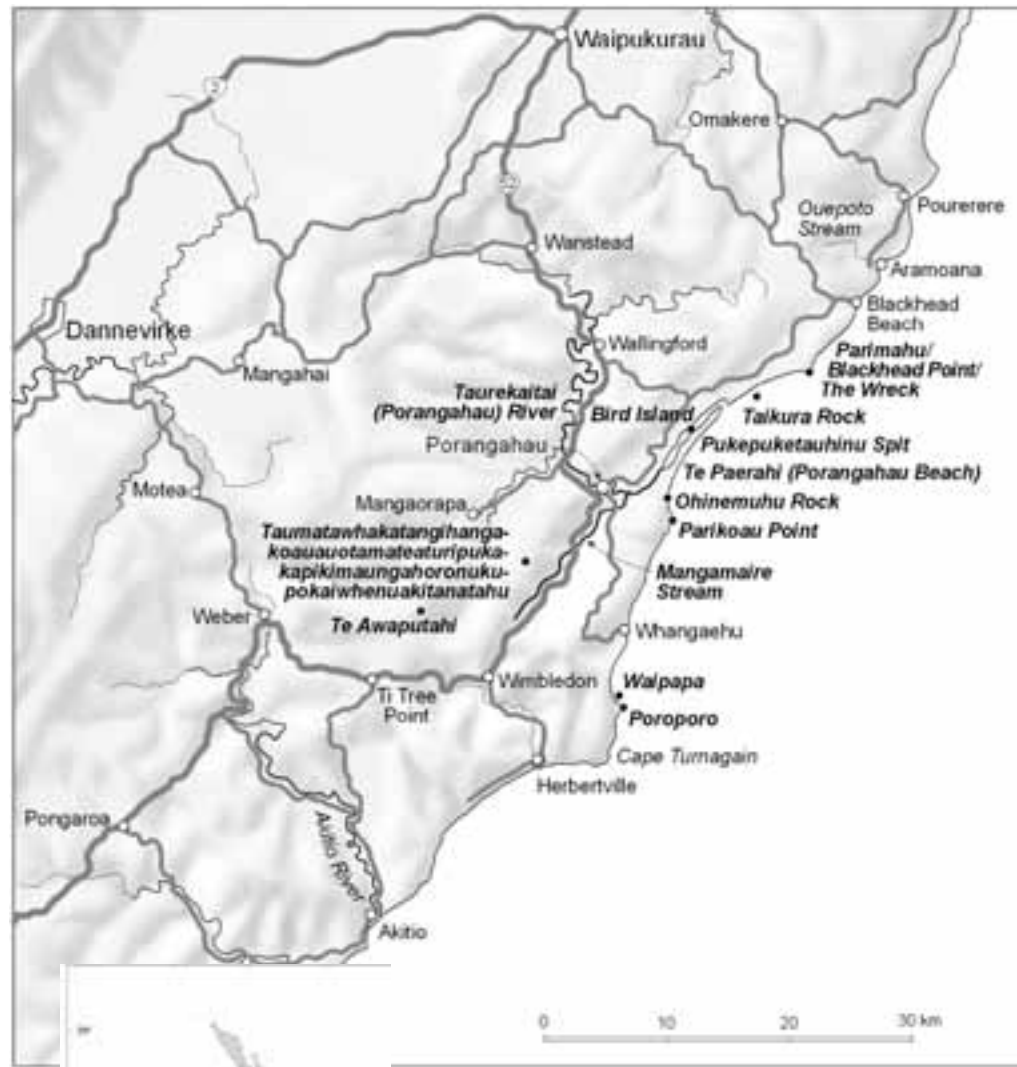 Waipukurau
2
Omakere
52
Ouepoto
Stream
Pourerere
Wanstead
Aramoana
Blackhead
Beach
Dannevirke
Wallingford
Mangahai
Parimahu/
Blackhead Point/
The Wreck
Taurekaitai
(Porangahau) River
Bird Island
Taikura Rock
Porangahau
Pukepuketauhinu Spit
Te Paerahi (Porangahau Beach)
Motea
Mangaorapa
Ohinemuhu Rock
Parikoau Point
Taumatawhakatangihanga-
koauauotamateaturipuka-
kapikimaungahoronuku-
pokaiwhenuakitanatahu
Mangamaire
Stream
Weber
Te Awaputahi
Whangaehu
Ti Tree
Point
Wimbledon
Waipapa
Poroporo
Cape Turnagain
Herbertville
Pongaroa
Akitio River
Akitio
0 10 20 30 km